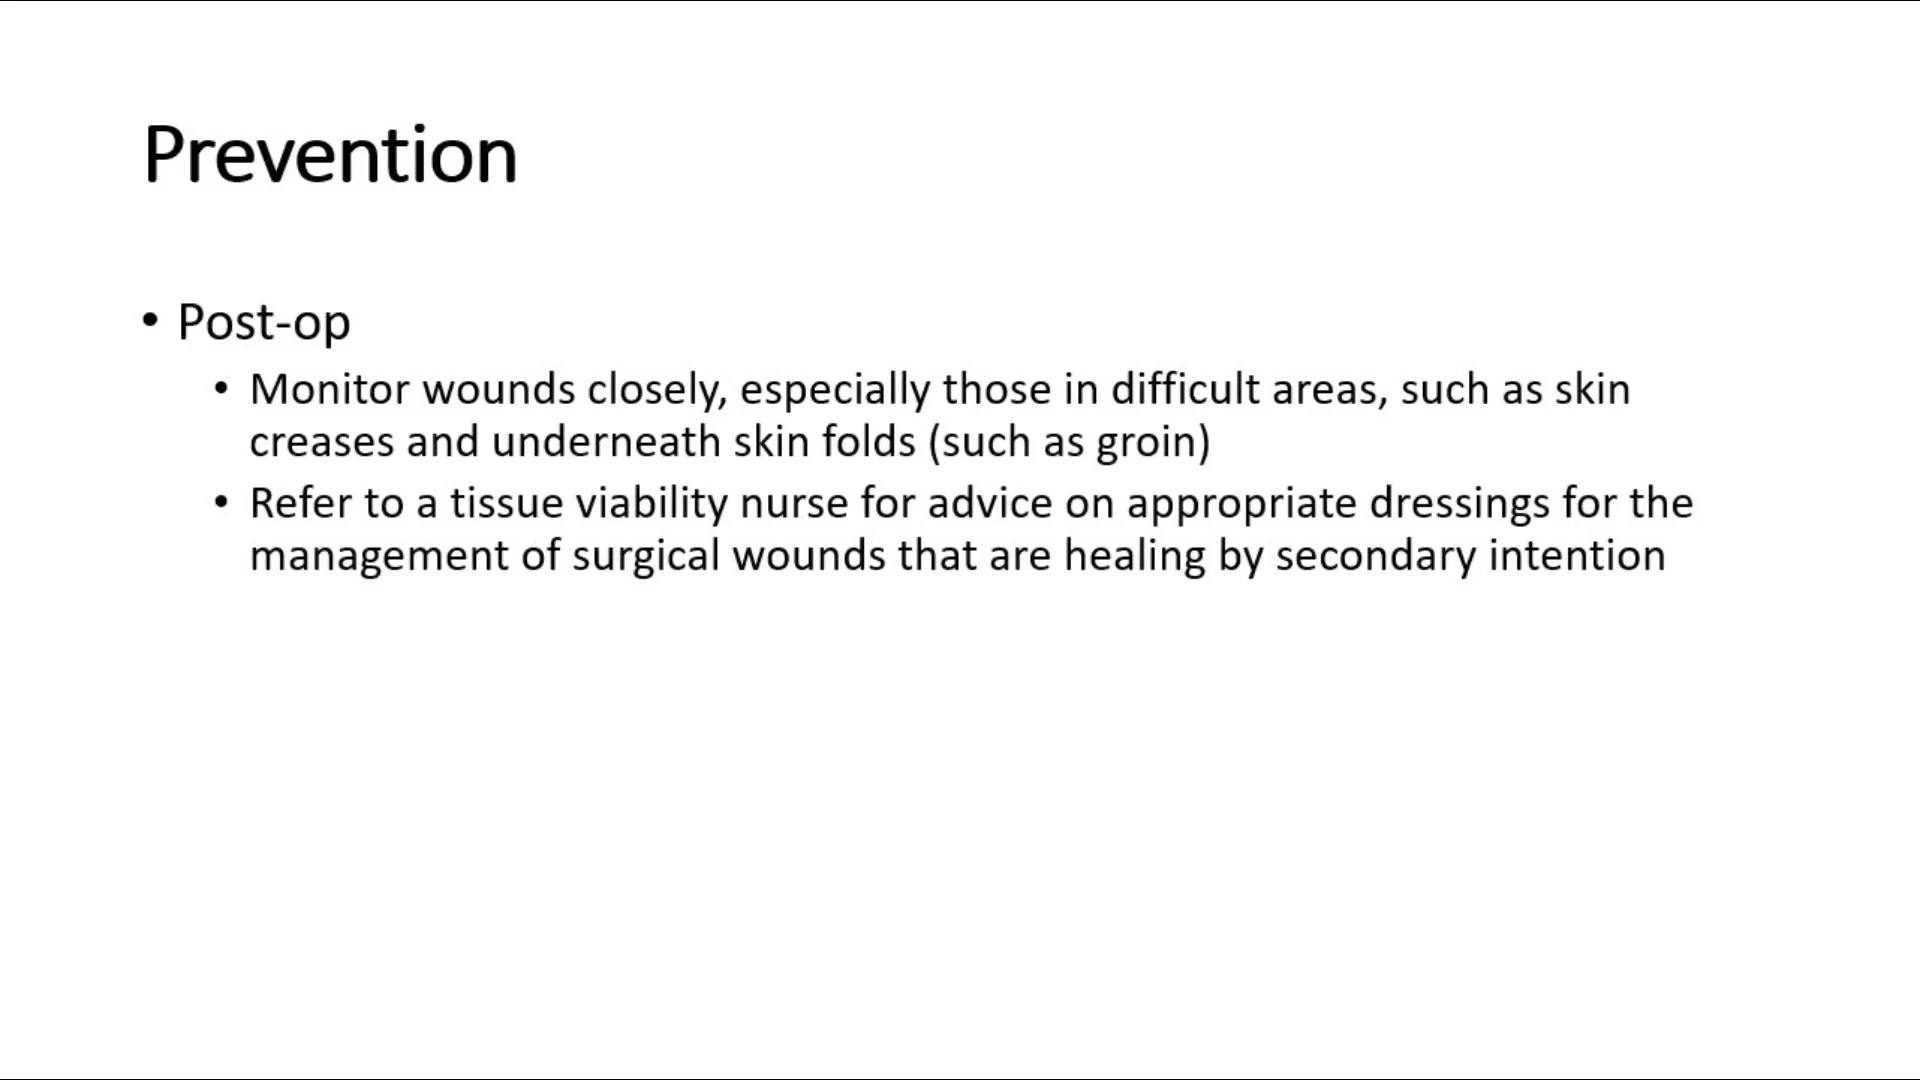 Prevention
• Post-op
• Monitor wounds closely, especially those in difficult areas, such as skin
creases and underneath skin folds (such as groin)
• Refer to a tissue viability nurse for advice on appropriate dressings for the
management of surgical wounds that are healing by secondary intention